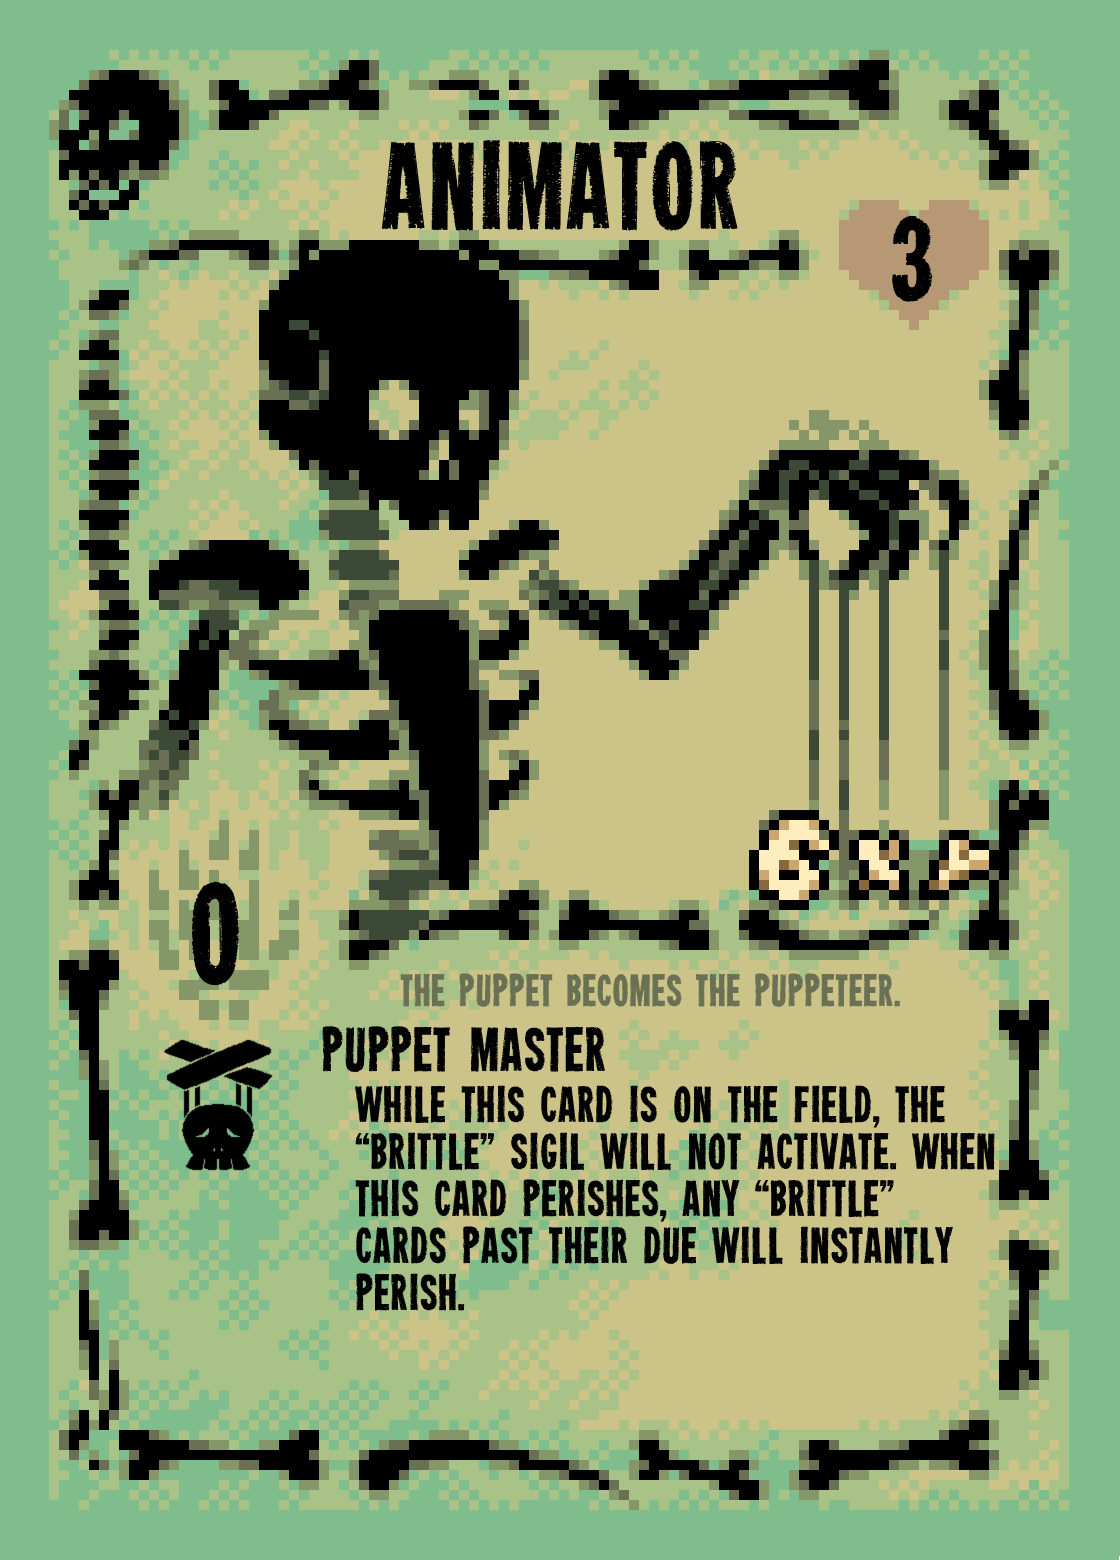 ANIMATOR
3
6 X
0
THE PUPPET BECOMES THE PUPPETEER.
PUPPET MASTER
WHILE THIS CARD IS ON THE FIELD, THE
“BRITTLE” SIGIL WILL NOT ACTIVATE. WHEN
THIS CARD PERISHES, ANY “BRITTLE”
CARDS PAST THEIR DUE WILL INSTANTLY
PERISH.